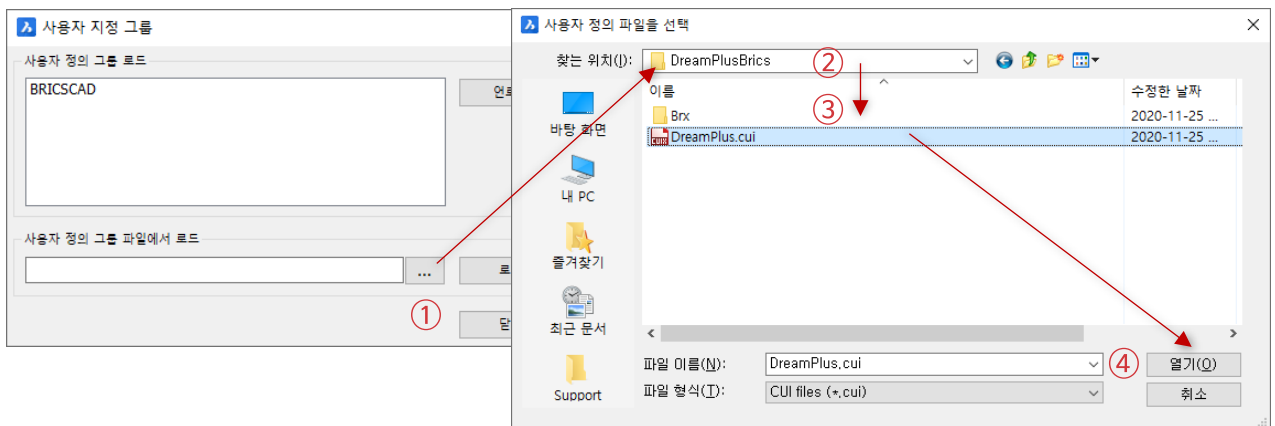 사용자 지정 그룹
사용자 정의 그룹 로드
BRICSCAD
사용자 정의 그룹 파일에서 로드
...
①
사용자 정의 파일을 선택
찾는 위치(I):
DreamPlusBrics
②
이름
수정한 날짜
③
Brx
2020-11-25 ...
DreamPlus.cui
2020-11-25 ...
바탕 화면
내 PC
즐겨찾기
최근 문서
Support
파일 이름(N):
DreamPlus.cui
④
열기(O)
파일 형식(T):
CUI files (*.cui)
취소